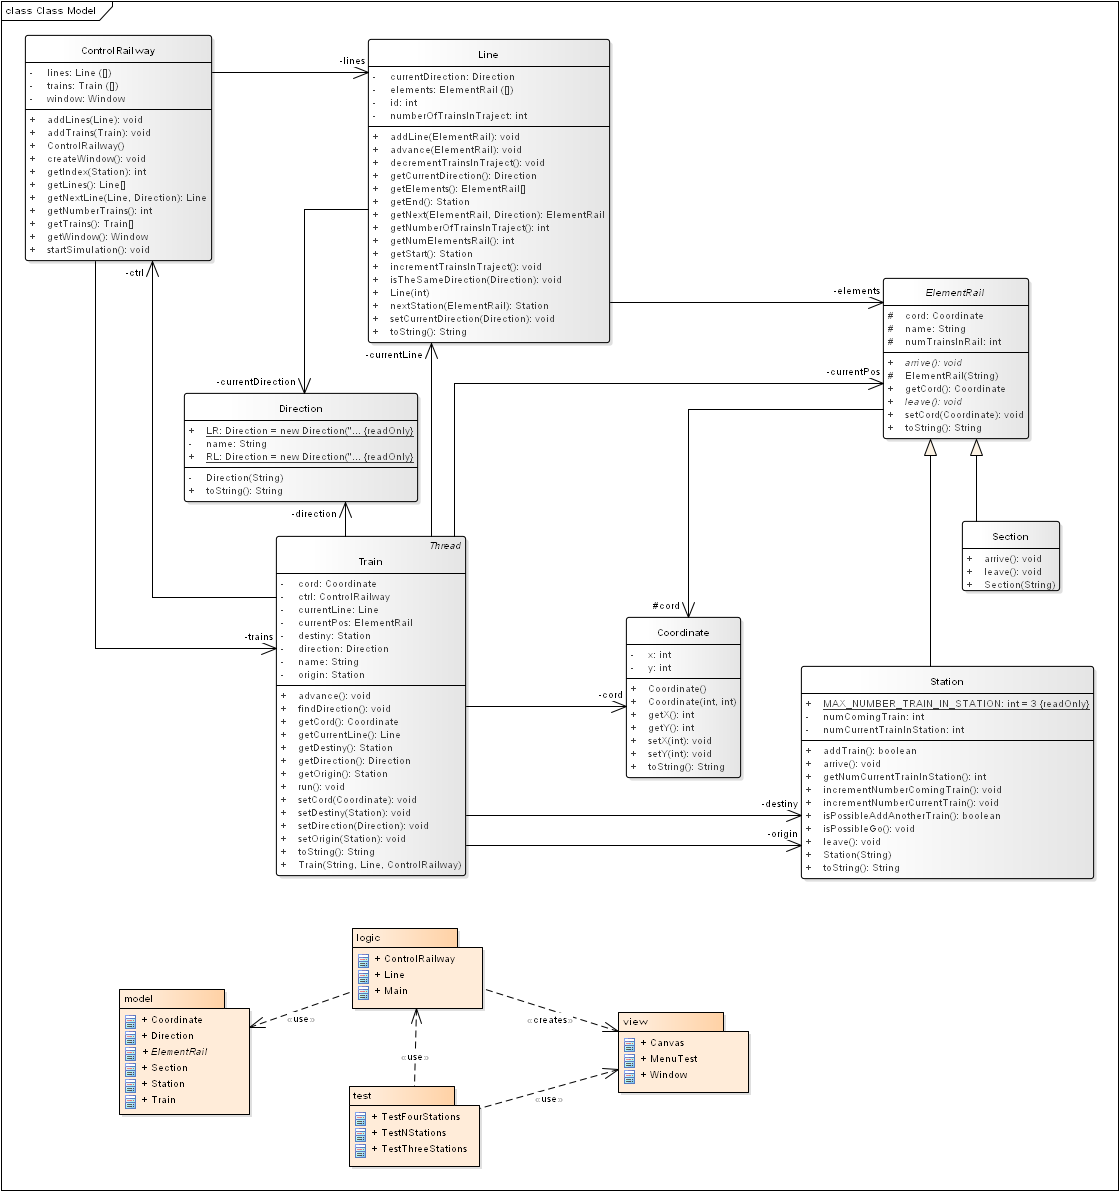 class Class Model
ControlRailway
- lines: Line ([])
- trains: Train ([])
- window: Window
+ addLines(Line): void
+ addTrains(Train): void
+ ControlRailway()
+ createWindow(): void
+ getIndex(Station): int
+ getLines(): Line[]
+ getNextLine(Line, Direction): Line
+ getNumberTrains(): int
+ getTrains(): Train[]
+ getWindow(): Window
+ startSimulation(): void
-lines
Line
- currentDirection: Direction
- elements: ElementRail ([])
- id: int
- numberOfTrainsInTraject: int
+ addLine(ElementRail): void
+ advance(ElementRail): void
+ decrementTrainsInTraject(): void
+ getCurrentDirection(): Direction
+ getElements(): ElementRail[]
+ getEnd(): Station
+ getNext(ElementRail, Direction): ElementRail
+ getNumberOfTrainsInTraject(): int
+ getNumElementsRail(): int
+ getStart(): Station
+ incrementTrainsInTraject(): void
+ isTheSameDirection(Direction): void
+ Line(int)
+ nextStation(ElementRail): Station
+ setCurrentDirection(Direction): void
+ toString(): String
-ctrl
-elements
ElementRail
# cord: Coordinate
# name: String
# numTrainsInRail: int
+ arrive(): void
# ElementRail(String)
+ getCord(): Coordinate
+ leave(): void
+ setCord(Coordinate): void
+ toString(): String
-currentLine
-currentPos
-currentDirection
Direction
+ LR: Direction = new Direction("... {readOnly}
- name: String
+ RL: Direction = new Direction("... {readOnly}
- Direction(String)
+ toString(): String
-direction
Section
+ arrive(): void
+ leave(): void
+ Section(String)
Thread
Train
- cord: Coordinate
- ctrl: ControlRailway
- currentLine: Line
- currentPos: ElementRail
- destiny: Station
- direction: Direction
- name: String
- origin: Station
+ advance(): void
+ findDirection(): void
+ getCord(): Coordinate
+ getCurrentLine(): Line
+ getDestiny(): Station
+ getDirection(): Direction
+ getOrigin(): Station
+ run(): void
+ setCord(Coordinate): void
+ setDestiny(Station): void
+ setDirection(Direction): void
+ setOrigin(Station): void
+ toString(): String
+ Train(String, Line, ControlRailway)
-trains
#cord
-cord
Coordinate
- x: int
- y: int
+ Coordinate()
+ Coordinate(int, int)
+ getX(): int
+ getY(): int
+ setX(int): void
+ setY(int): void
+ toString(): String
Station
+ MAX_NUMBER_TRAIN_IN_STATION: int = 3 {readOnly}
- numComingTrain: int
- numCurrentTrainInStation: int
+ addTrain(): boolean
+ arrive(): void
+ getNumCurrentTrainInStation(): int
+ incrementNumberComingTrain(): void
+ incrementNumberCurrentTrain(): void
+ isPossibleAddAnotherTrain(): boolean
+ isPossibleGo(): void
+ leave(): void
+ Station(String)
+ toString(): String
-destiny
-origin
logic
+ ControlRailway
+ Line
+ Main
model
+ Coordinate
+ Direction
+ ElementRail
+ Section
+ Station
+ Train
«use»
«creates»
view
+ Canvas
+ MenuTest
+ Window
«use»
test
+ TestFourStations
+ TestNStations
+ TestThreeStations
«use»